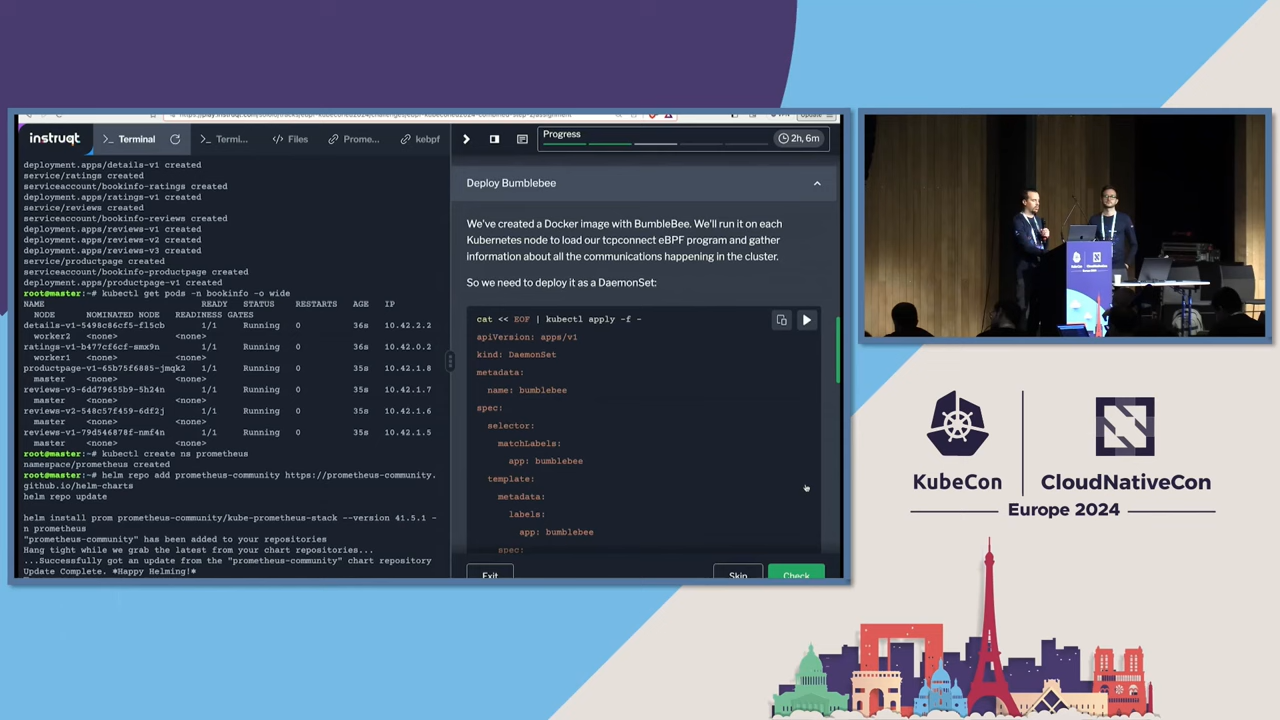 instruqt
Terminal
Termi...
Files
Prome...
kebpf
Progress
2h, 6m
deployment.apps/details-v1 created
service/ratings created
serviceaccount/bookinfo-ratings created
deployment.apps/ratings-v1 created
service/reviews created
serviceaccount/bookinfo-reviews created
deployment.apps/reviews-v1 created
deployment.apps/reviews-v2 created
deployment.apps/reviews-v3 created
service/productpage created
serviceaccount/bookinfo-productpage created
deployment.apps/productpage-v1 created
root@master:~# kubectl get pods -n bookinfo -o wide
NAME READY STATUS RESTARTS AGE IP
NODE NOMINATED NODE READINESS GATES
details-v1-5498c86cf5-fl5cb 1/1 Running 0 36s 10.42.2.2
worker2 <none> <none>
ratings-v1-b477cf6cf-smx9n 1/1 Running 0 36s 10.42.0.2
worker1 <none> <none>
productpage-v1-65b75f6885-jmqk2 1/1 Running 0 35s 10.42.1.8
master <none> <none>
reviews-v3-6dd79655b9-5h24n 1/1 Running 0 35s 10.42.1.7
master <none> <none>
reviews-v2-548c57f459-6df2j 1/1 Running 0 35s 10.42.1.6
master <none> <none>
reviews-v1-79d546878f-nmf4n 1/1 Running 0 35s 10.42.1.5
master <none> <none>
root@master:~# kubectl create ns prometheus
namespace/prometheus created
root@master:~# helm repo add prometheus-community https://prometheus-community.
github.io/helm-charts
helm repo update
helm install prom prometheus-community/kube-prometheus-stack --version 41.5.1 -
n prometheus
"prometheus-community" has been added to your repositories
Hang tight while we grab the latest from your chart repositories...
...Successfully got an update from the "prometheus-community" chart repository
Update Complete. *Happy Helming!*
Deploy Bumblebee
We've created a Docker image with BumbleBee. We'll run it on each
Kubernetes node to load our tcpconnect eBPF program and gather
information about all the communications happening in the cluster.
So we need to deploy it as a DaemonSet:
cat << EOF | kubectl apply -f -
apiVersion: apps/v1
kind: DaemonSet
metadata:
name: bumblebee
spec:
selector:
matchLabels:
app: bumblebee
template:
metadata:
labels:
app: bumblebee
spec:
Exit
Skip
Check
KubeCon
CloudNativeCon
Europe 2024